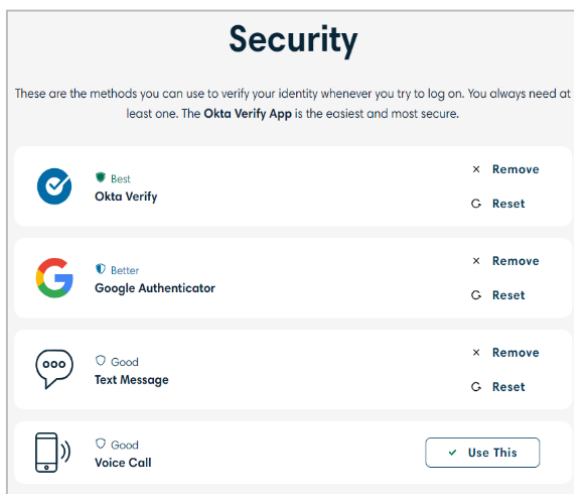 Security
These are the methods you can use to verify your identity whenever you try to log on. You always need at
least one. The Okta Verify App is the easiest and most secure.
Best
Okta Verify
Remove
Reset
Better
Google Authenticator
Remove
Reset
Good
Text Message
Remove
Reset
Good
Voice Call
Use This